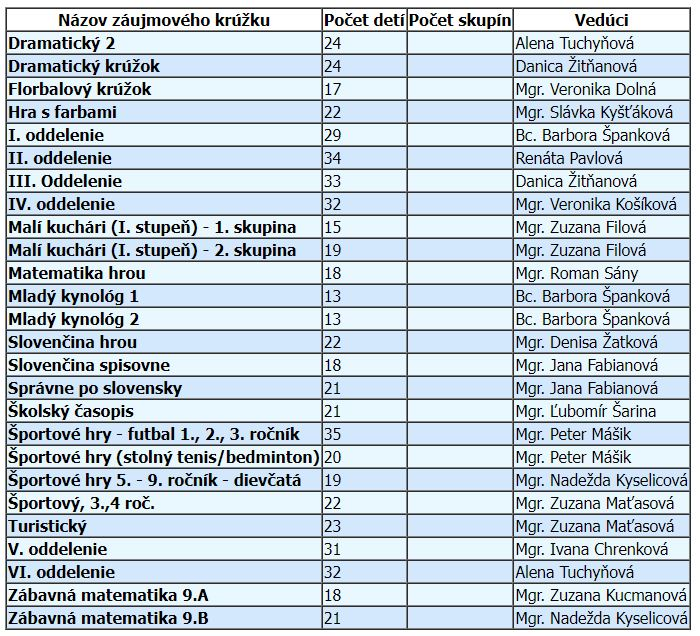 Názov záujmového krúžku Počet detí Počet skupín Vedúci
Dramatický 2 24 Alena Tuchyňová
Dramatický krúžok 24 Danica Žitňanová
Florbalový krúžok 17 Mgr. Veronika Dolná
Hra s farbami 22 Mgr. Slávka Kyšťáková
I. oddelenie 29 Bc. Barbora Španková
II. oddelenie 34 Renáta Pavlová
III. Oddelenie 33 Danica Žitňanová
IV. oddelenie 32 Mgr. Veronika Košíková
Malí kuchári (I. stupeň) - 1. skupina 15 Mgr. Zuzana Filová
Malí kuchári (I. stupeň) - 2. skupina 19 Mgr. Zuzana Filová
Matematika hrou 18 Mgr. Roman Sány
Mladý kynológ 1 13 Bc. Barbora Španková
Mladý kynológ 2 13 Bc. Barbora Španková
Slovenčina hrou 22 Mgr. Denisa Žatková
Slovenčina spisovne 18 Mgr. Jana Fabianová
Správne po slovensky 21 Mgr. Jana Fabianová
Školský časopis 21 Mgr. Ľubomír Šarina
Športové hry - futbal 1., 2., 3. ročník 35 Mgr. Peter Mášik
Športové hry (stolný tenis/bedminton) 20 Mgr. Peter Mášik
Športové hry 5. - 9. ročník - dievčatá 19 Mgr. Nadežda Kyselicová
Športový, 3.,4 roč. 22 Mgr. Zuzana Maťasová
Turistický 23 Mgr. Zuzana Maťasová
V. oddelenie 31 Mgr. Ivana Chrenková
VI. oddelenie 32 Alena Tuchyňová
Zábavná matematika 9.A 18 Mgr. Zuzana Kucmanová
Zábavná matematika 9.B 21 Mgr. Nadežda Kyselicová